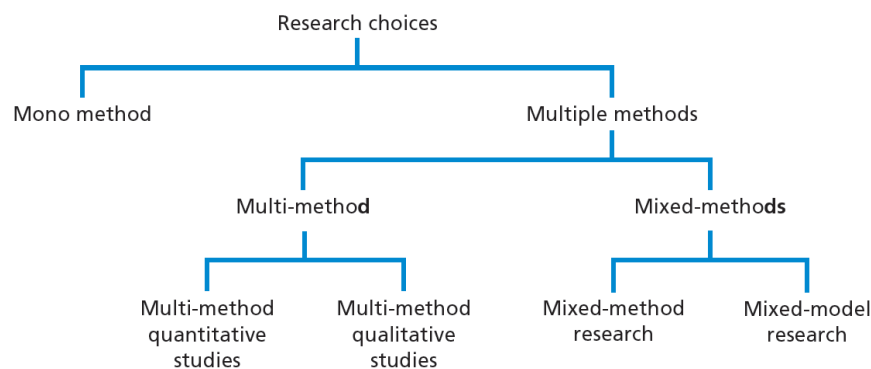 Research choices
Mono method
Multiple methods
Multi-method
Mixed-methods
Multi-method
quantitative
studies
Multi-method
qualitative
studies
Mixed-method
research
Mixed-model
research